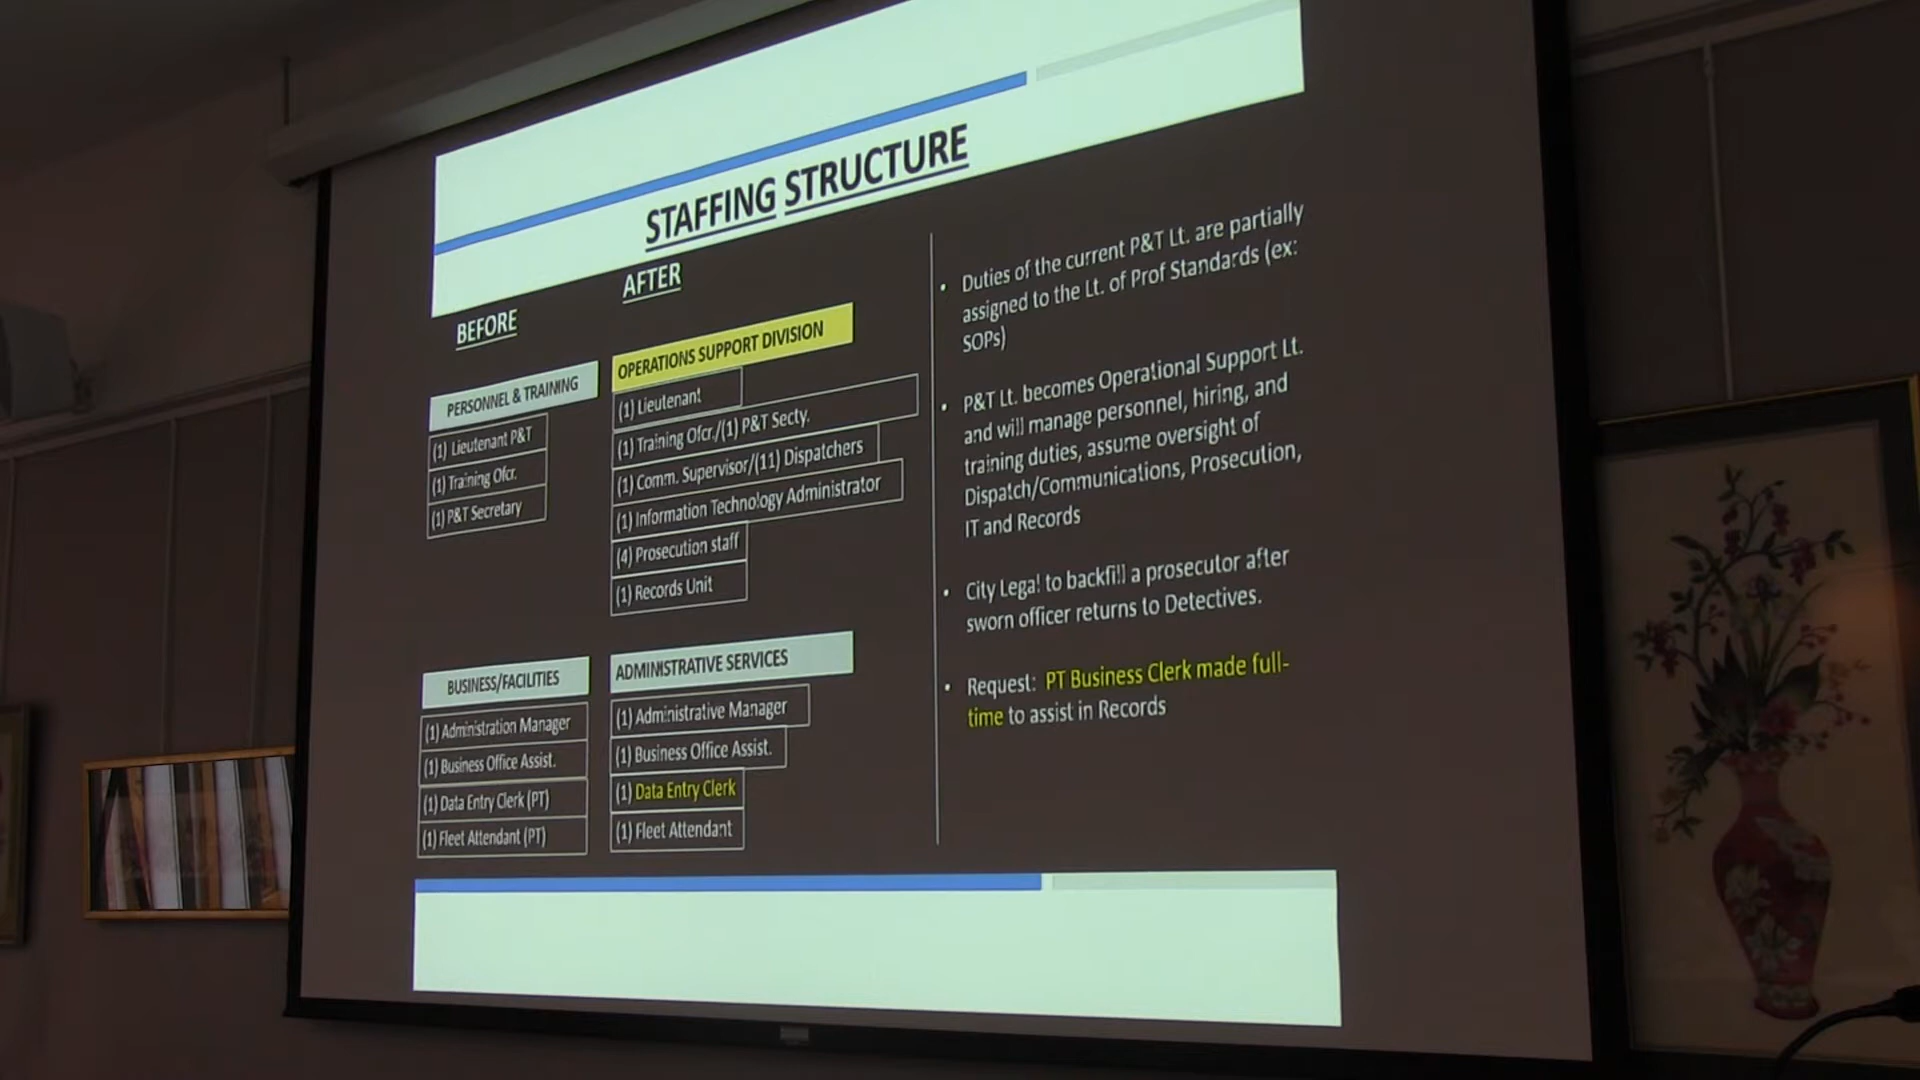 STAFFING STRUCTURE
BEFORE
PERSONNEL & TRAINING
(1) Lieutenant P&T
(1) Training Ofcr.
(1) P&T Secretary
BUSINESS/FACILITIES
(1) Administration Manager
(1) Business Office Assist.
(1) Data Entry Clerk (PT)
(1) Fleet Attendant (PT)
AFTER
OPERATIONS SUPPORT DIVISION
(1) Lieutenant
(1) Training Ofcr./(1) P&T Secty.
(1) Comm. Supervisor/(11) Dispatchers
(1) Information Technology Administrator
(4) Prosecution staff
(1) Records Unit
ADMINISTRATIVE SERVICES
(1) Administrative Manager
(1) Business Office Assist.
(1) Data Entry Clerk
(1) Fleet Attendant
• Duties of the current P&T Lt. are partially
assigned to the Lt. of Prof Standards (ex:
SOPs)
• P&T Lt. becomes Operational Support Lt.
and will manage personnel, hiring, and
training duties, assume oversight of
Dispatch/Communications, Prosecution,
IT and Records
• City Legal to backfill a prosecutor after
sworn officer returns to Detectives.
• Request: PT Business Clerk made full-
time to assist in Records